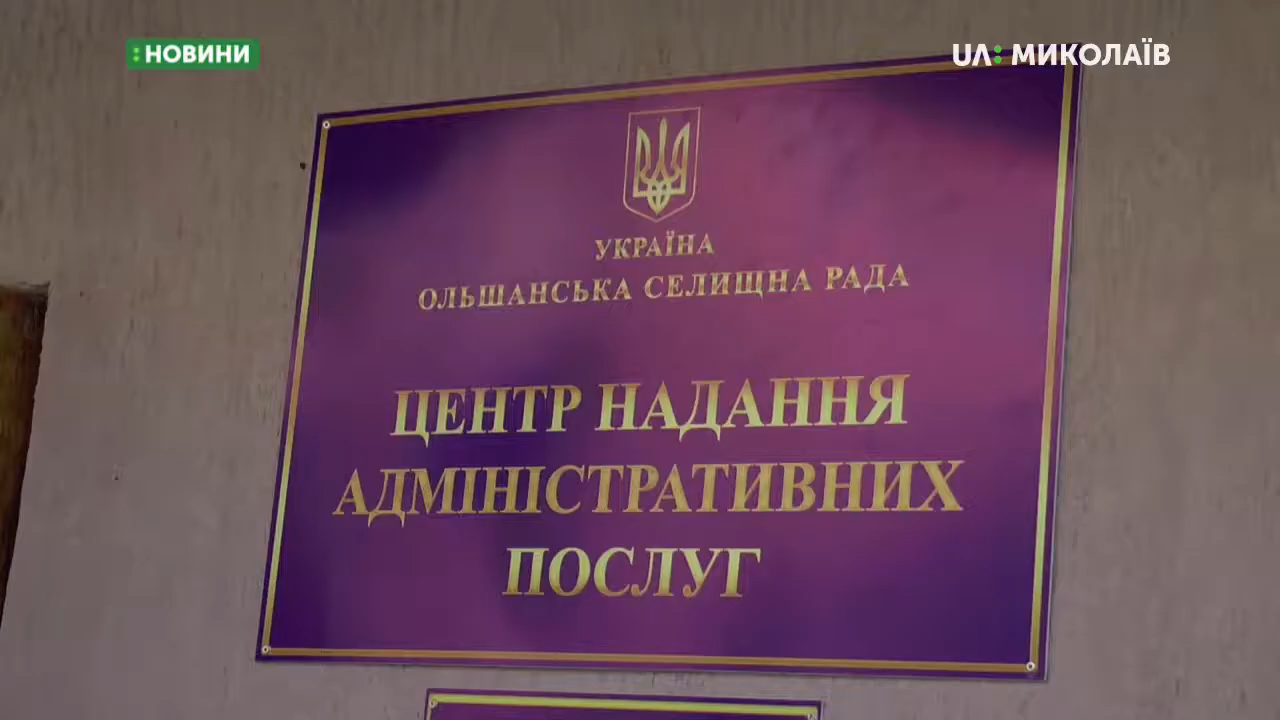 :НОВИНИ
UA: МИКОЛАЇВ
УКРАЇНА
ОЛЬШАНСЬКА СЕЛИЩНА РАДА
ЦЕНТР НАДАННЯ
АДМІНІСТРАТИВНИХ
ПОСЛУГ